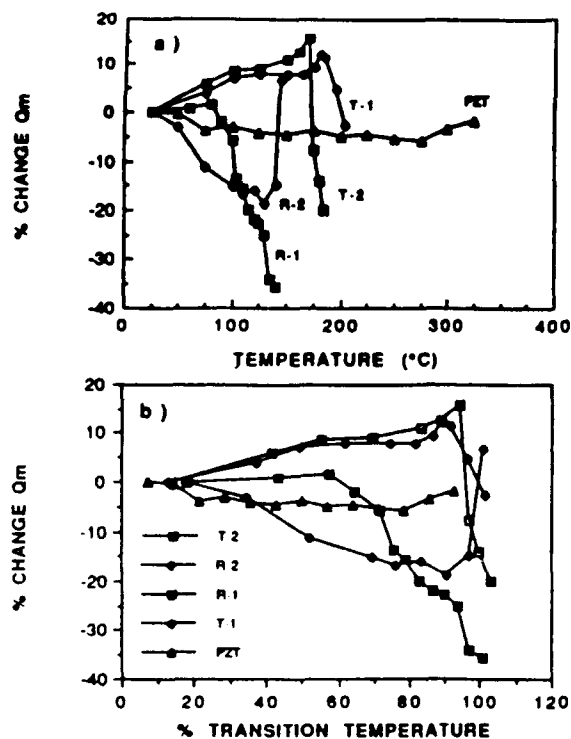 a )
20
10
0
-10
-20
-30
-40
% CHANGE Qm
PZT
T-1
T-2
R-2
R-1
0 100 200 300 400
TEMPERATURE (°C)
b )
20
10
0
-10
-20
-30
-40
% CHANGE Qm
T-2
R-2
R-1
T-1
PZT
0 20 40 60 80 100 120
% TRANSITION TEMPERATURE